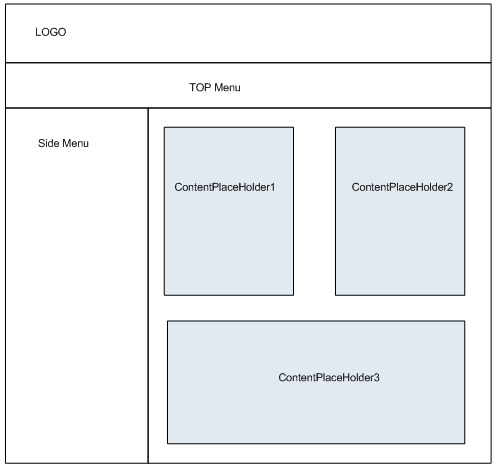 LOGO
TOP Menu
Side Menu
ContentPlaceHolder1
ContentPlaceHolder2
ContentPlaceHolder3